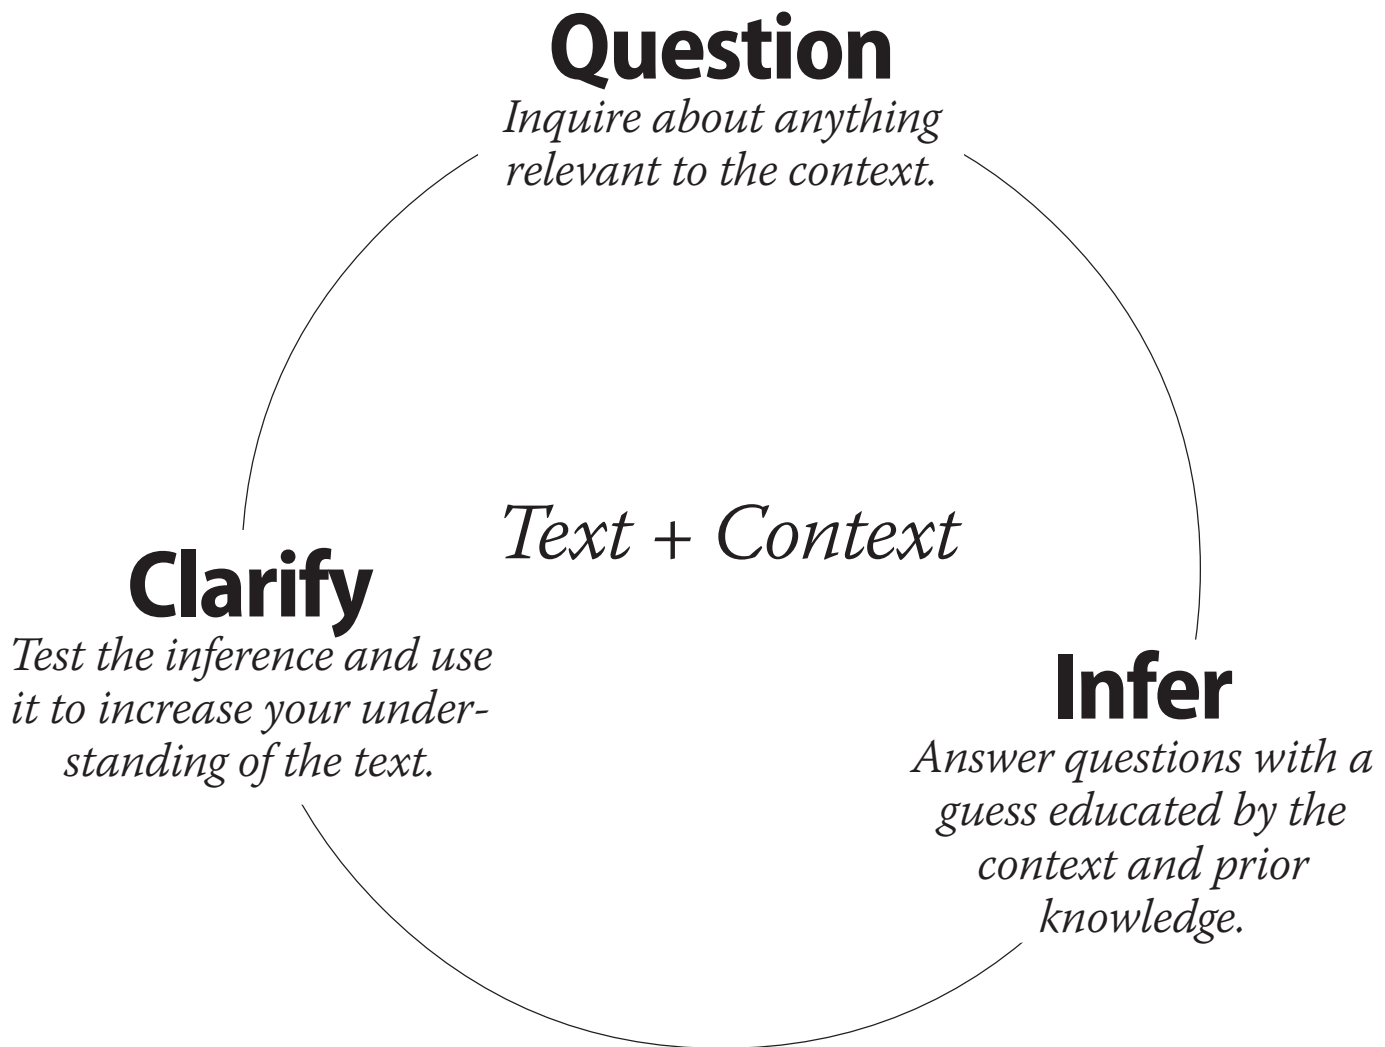 Question
Inquire about anything
relevant to the context.
Text + Context
Clarify
Test the inference and use
it to increase your under-
standing of the text.
Infer
Answer questions with a
guess educated by the
context and prior
knowledge.